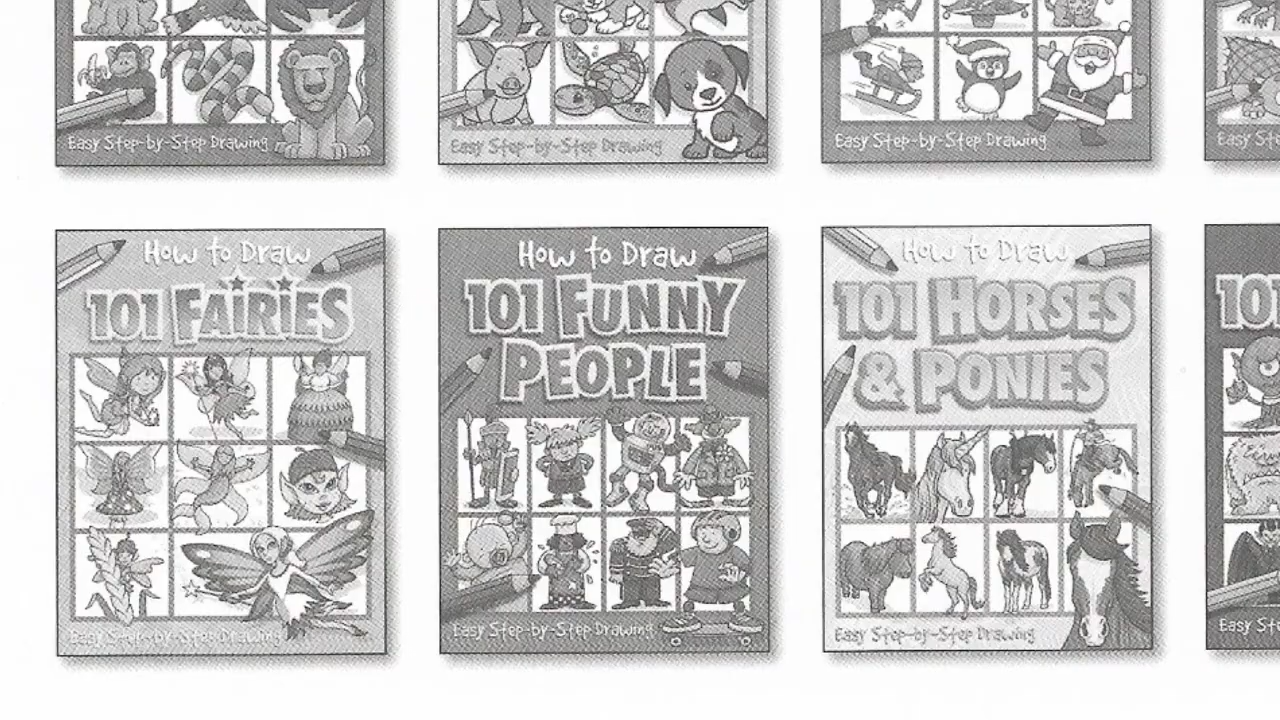 Easy Step-by-Step Drawing
Easy Step-by-Step Drawing
Easy Step-by-Step Drawing
How to Draw
101 FAiRiES
Easy Step-by-Step Drawing
How to Draw
101 FUNNY
PEOPLE
Easy Step-by-Step Drawing
How to Draw
101 HORSES
& PONIES
Easy Step-by-Step Drawing
101
Easy